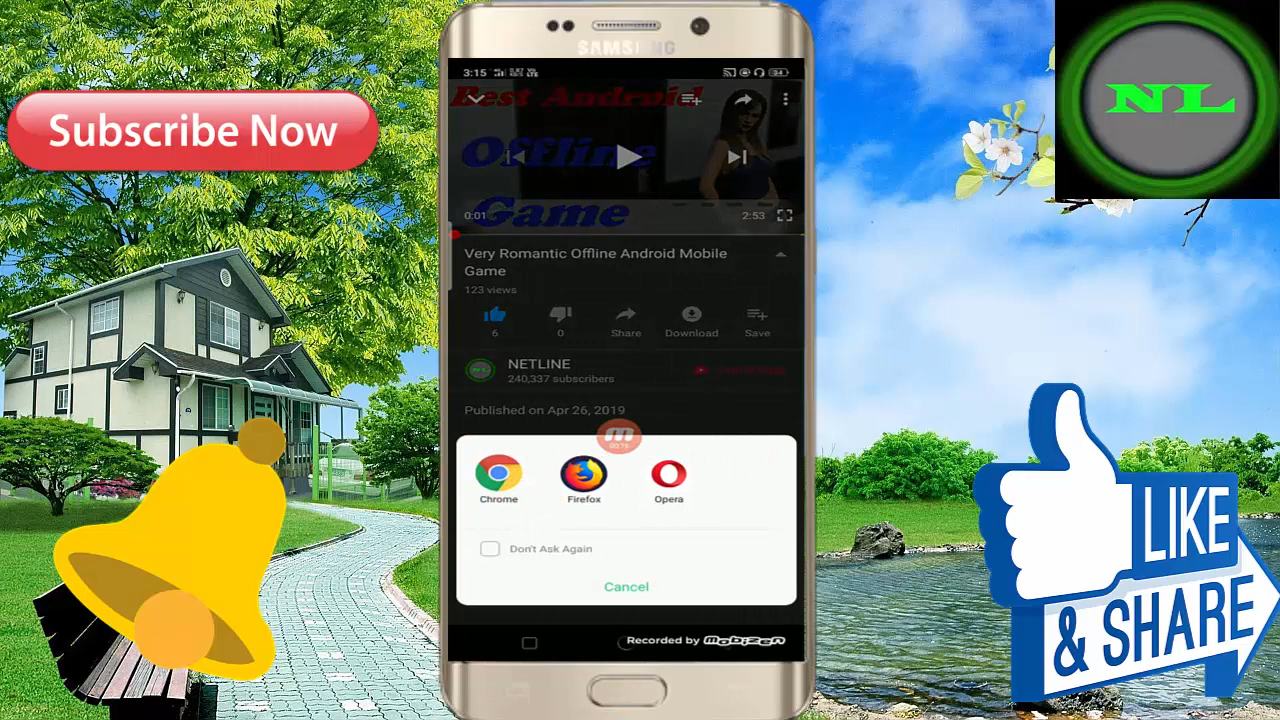 Subscribe Now
NL
SAMSUNG
3:15
Best Android
Offline
Game
0:01
2:53
Very Romantic Offline Android Mobile
Game
123 views
6
0
Share
Download
Save
NETLINE
240,337 subscribers
Published on Apr 26, 2019
Chrome
Firefox
Opera
Don't Ask Again
Cancel
Recorded by mobizen
LIKE
& SHARE